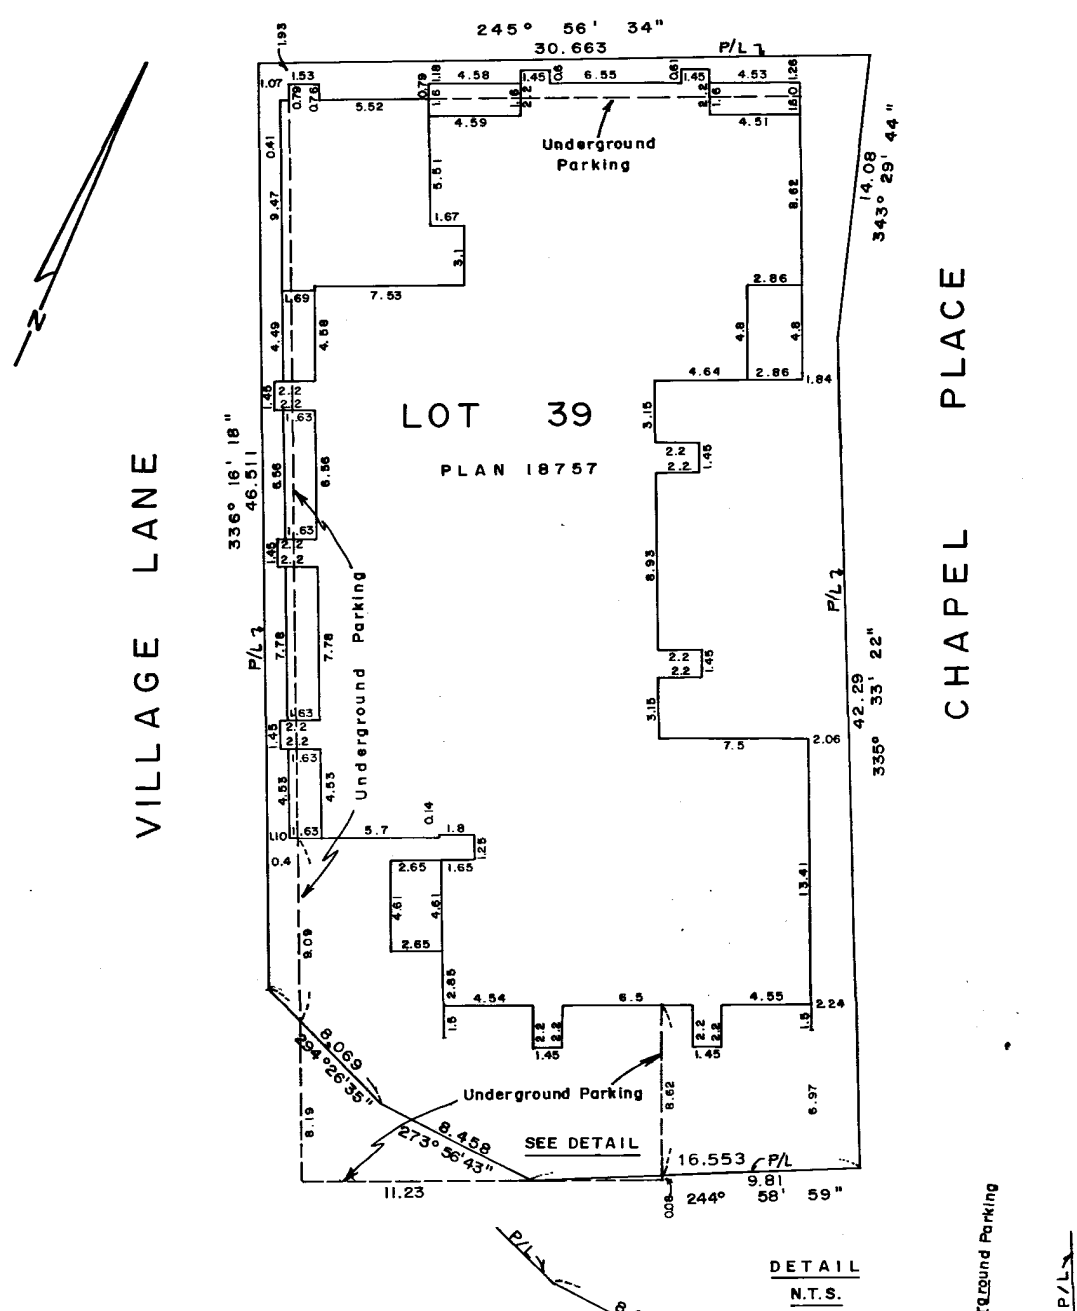 245° 56' 34"
30.663 P/L
1.93
1.07 1.53 0.79 0.76 5.52 0.79 1.18 4.58 1.45 0.6 6.55 0.61 1.45 4.53 1.26
1.6 1.6 2.2 2.2 1.6 1.60
4.59 4.51
Underground
Parking
0.41
9.47
5.51
1.67
3.1
7.53
8.62
14.08
343° 29' 44"
N
1.69
4.49 4.58
2.86
4.8 4.8
4.64 2.86 1.84
1.45 2.2
2.2
1.63
LOT 39
PLAN 18757
3.15
2.2
2.2 1.45
336° 16' 18"
46.511
6.56 6.56
1.63
1.45 2.2
2.2
8.93
VILLAGE LANE
CHAPEL PLACE
P/L
P/L
Underground Parking
7.78 7.78
1.63
2.2
2.2 1.45
3.15
7.5 2.06
42.29
335° 33' 22"
1.45 2.2
2.2
1.63
4.53 4.53
1.10 1.63 5.7 0.14 1.8
1.25
0.4
2.65 1.65
4.61 4.61
2.65
13.41
9.09
2.85
4.54 6.5 4.55 2.24
1.5 2.2 2.2 2.2 2.2 1.5
1.45 1.45
8.069
294°26'35"
Underground Parking
8.62
6.97
8.19
8.458
273°56'43"
SEE DETAIL
16.553 P/L
9.81
11.23
0.08
244° 58' 59"
P/L
DETAIL
N.T.S.
ground Parking
P/L